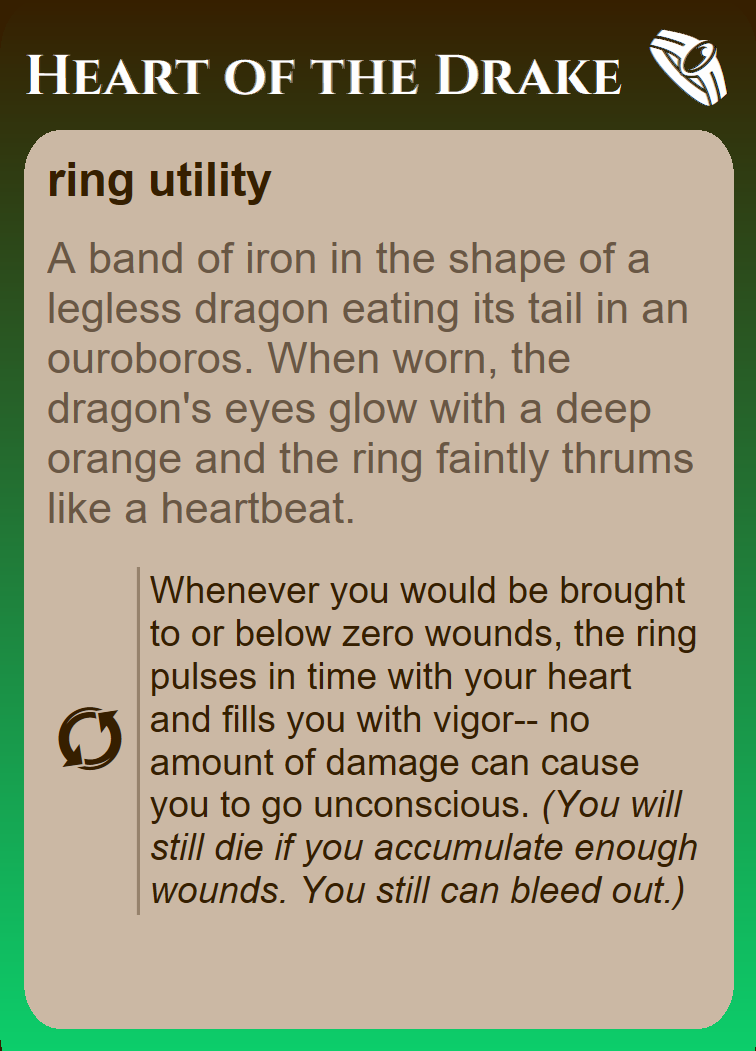 Heart of the Drake
ring utility
A band of iron in the shape of a
legless dragon eating its tail in an
ouroboros. When worn, the
dragon's eyes glow with a deep
orange and the ring faintly thrums
like a heartbeat.
Whenever you would be brought
to or below zero wounds, the ring
pulses in time with your heart
and fills you with vigor-- no
amount of damage can cause
you to go unconscious. (You will
still die if you accumulate enough
wounds. You still can bleed out.)